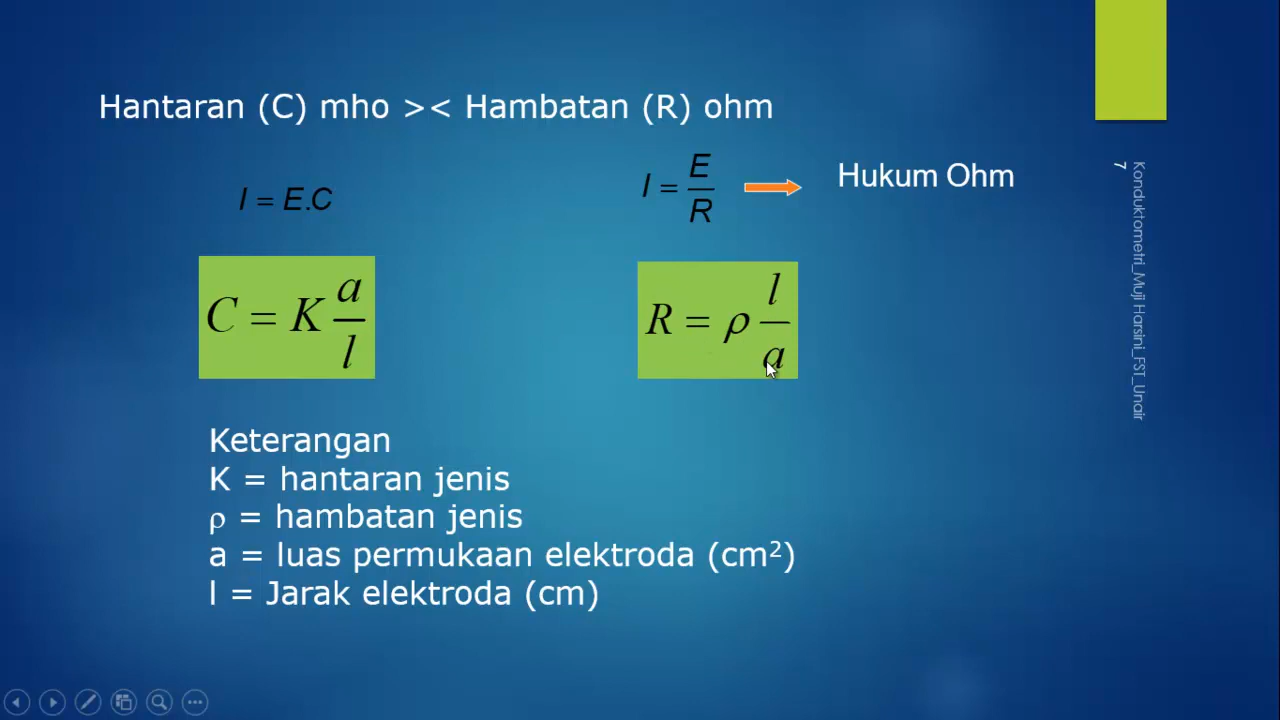 Hantaran (C) mho >< Hambatan (R) ohm
I = E.C
I = E/R
Hukum Ohm
C = K a/l
R = ρ l/a
Keterangan
K = hantaran jenis
ρ = hambatan jenis
a = luas permukaan elektroda (cm²)
l = Jarak elektroda (cm)
Konduktometri_Muji Harsini_FST_Unair
7